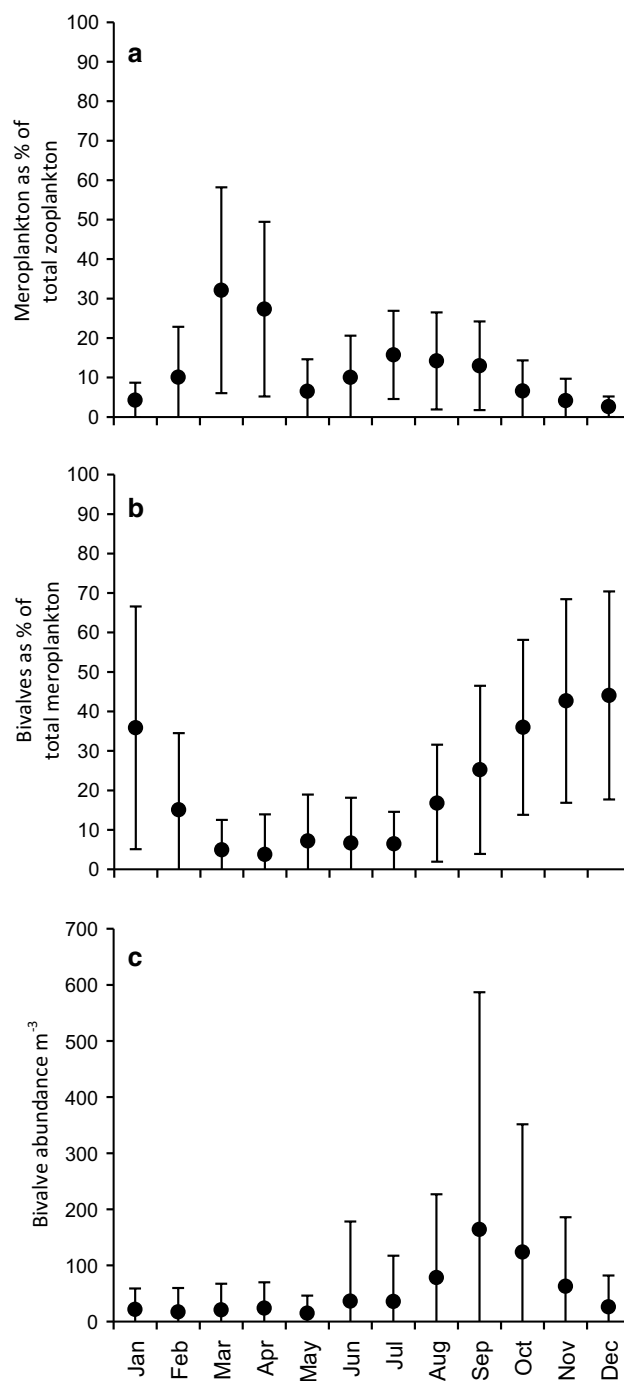 a
Meroplankton as % of
total zooplankton
100
90
80
70
60
50
40
30
20
10
0
b
Bivalves as % of
total meroplankton
100
90
80
70
60
50
40
30
20
10
0
c
Bivalve abundance m⁻³
700
600
500
400
300
200
100
0
Jan
Feb
Mar
Apr
May
Jun
Jul
Aug
Sep
Oct
Nov
Dec